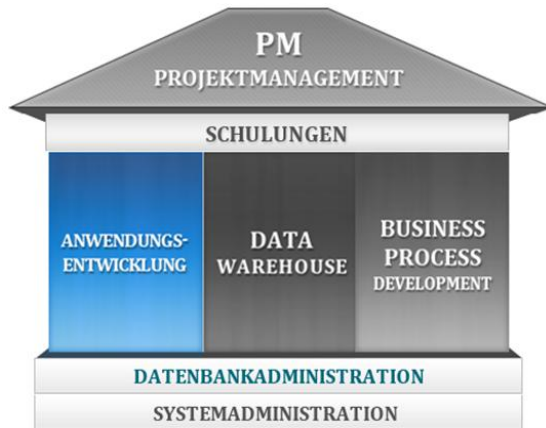 PM
PROJEKTMANAGEMENT
SCHULUNGEN
ANWENDUNGS-
ENTWICKLUNG
DATA
WAREHOUSE
BUSINESS
PROCESS
DEVELOPMENT
DATENBANKADMINISTRATION
SYSTEMADMINISTRATION